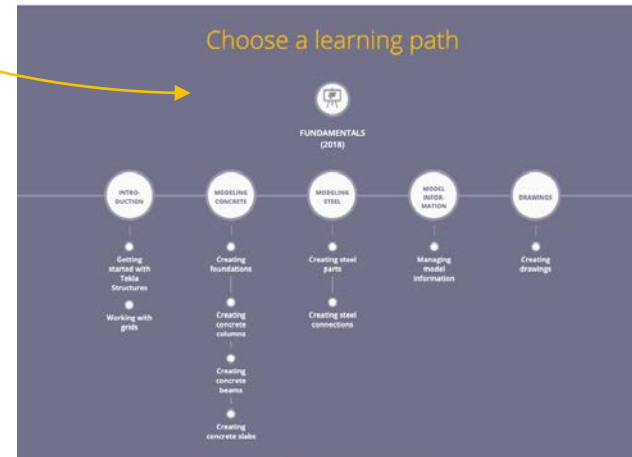 Choose a learning path
FUNDAMENTALS
(2018)
INTRO-
DUCTION
MODELING
CONCRETE
MODELING
STEEL
MODEL
INFOR-
MATION
DRAWINGS
Getting
started with
Tekla
Structures
Working with
grids
Creating
foundations
Creating
concrete
columns
Creating
concrete
beams
Creating
concrete slabs
Creating steel
parts
Creating steel
connections
Managing
model
information
Creating
drawings